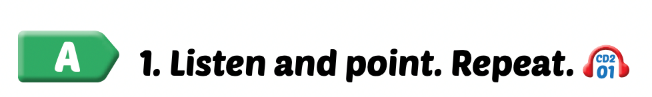 A 1. Listen and point. Repeat. CD2 01